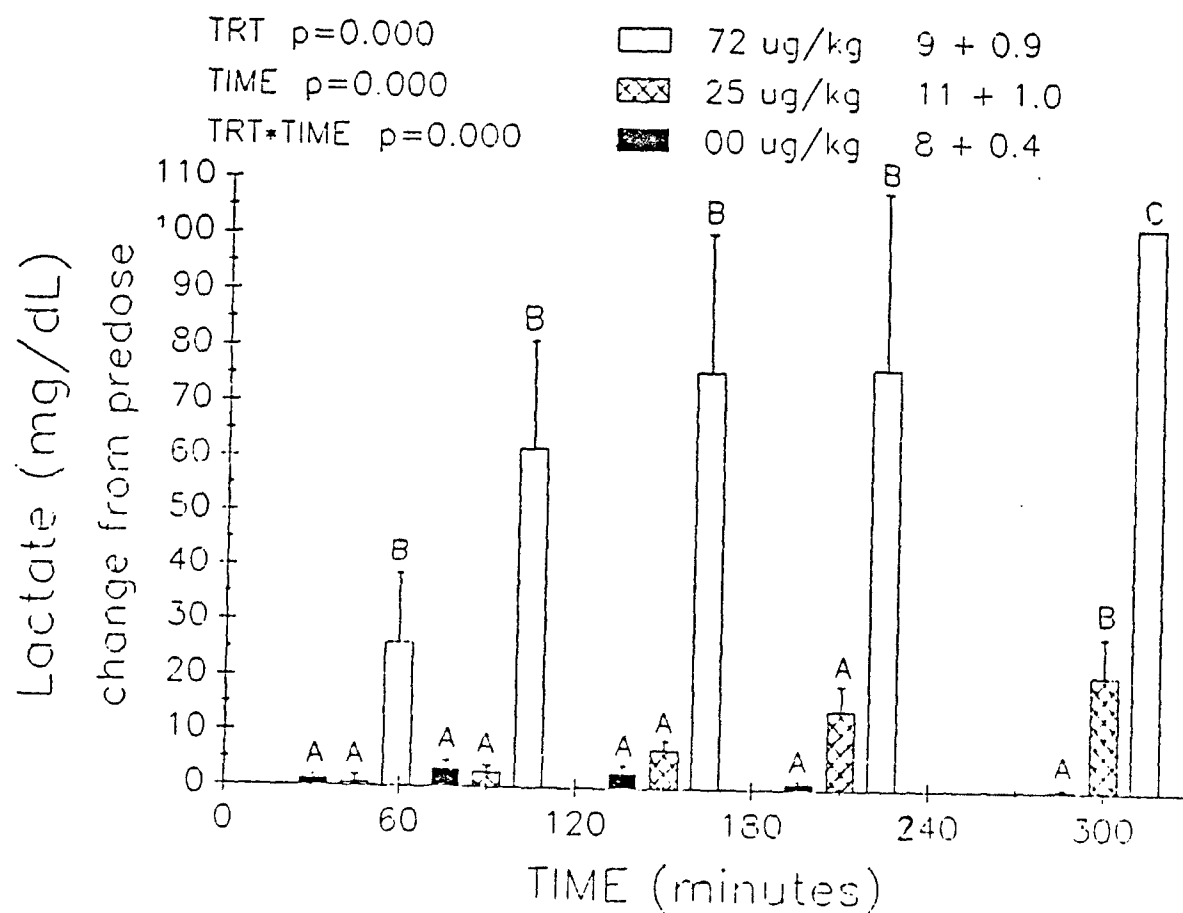 TRT p=0.000
TIME p=0.000
TRT*TIME p=0.000
72 ug/kg 9 + 0.9
25 ug/kg 11 + 1.0
00 ug/kg 8 + 0.4
Lactate (mg/dL)
change from predose
110
100
90
80
70
60
50
40
30
20
10
0
A A B
A A B
A A B
A A B
A B C
0 60 120 180 240 300
TIME (minutes)